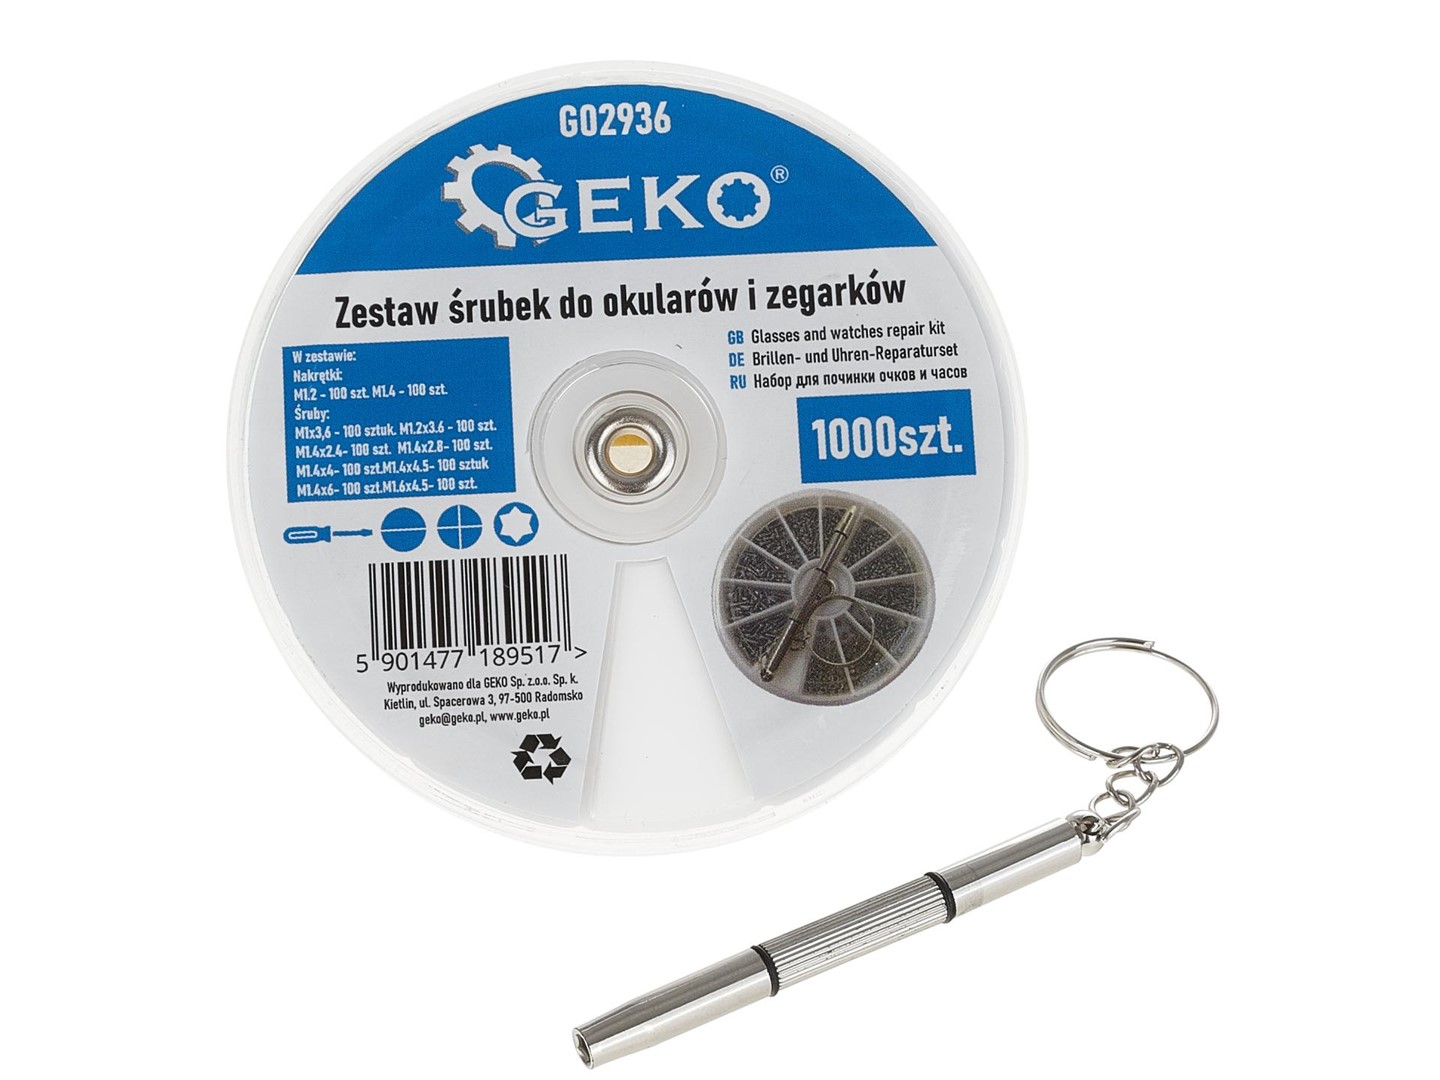 G02936
GEKO®
Zestaw śrubek do okularów i zegarków
GB Glasses and watches repair kit
DE Brillen- und Uhren-Reparaturset
RU Набор для починки очков и часов
1000szt.
W zestawie:
Nakrętki:
M1.2 - 100 szt. M1.4 - 100 szt.
Śruby:
M1x3,6 - 100 sztuk. M1.2x3.6 - 100 szt.
M1.4x2.4- 100 szt. M1.4x2.8- 100 szt.
M1.4x4- 100 szt.M1.4x4.5- 100 sztuk
M1.4x6- 100 szt.M1.6x4.5- 100 szt.
5 901477 189517 >
Wyprodukowano dla GEKO Sp. z.o.o. Sp. k.
Kietlin, ul. Spacerowa 3, 97-500 Radomsko
geko@geko.pl, www.geko.pl